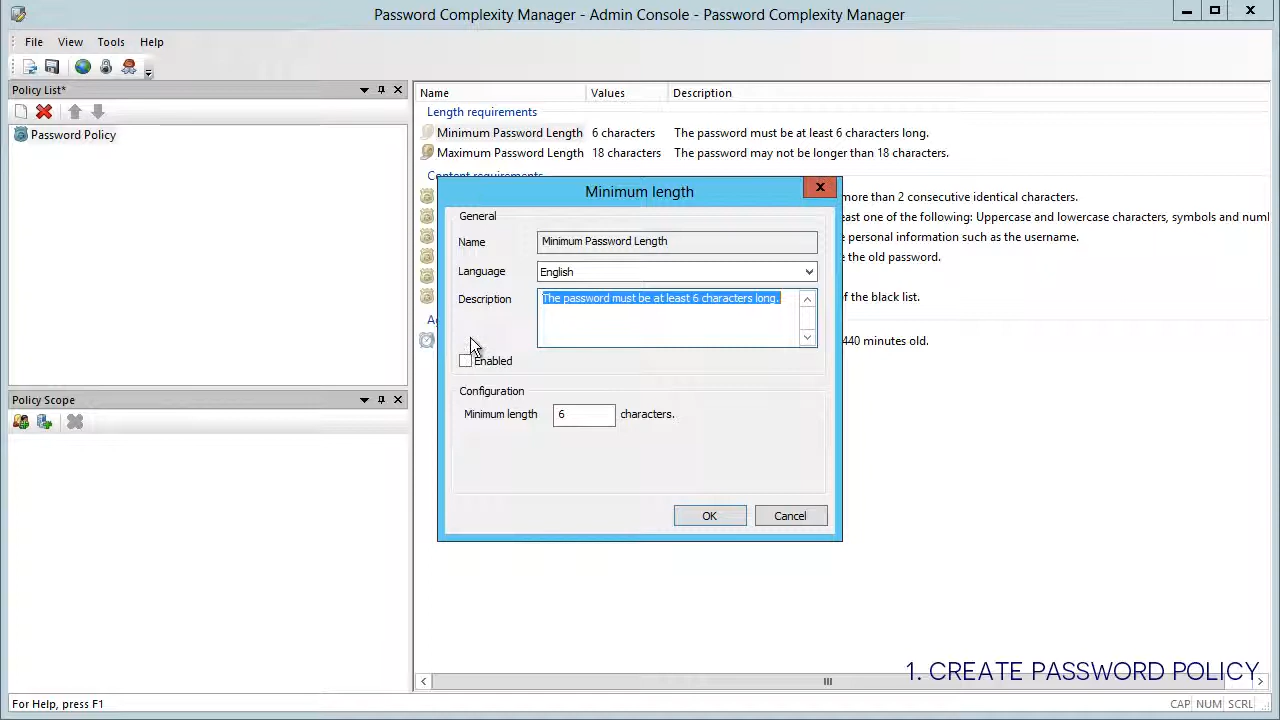 Password Complexity Manager - Admin Console - Password Complexity Manager
File View Tools Help
Policy List*
Password Policy
Policy Scope
Name Values Description
Length requirements
Minimum Password Length 6 characters The password must be at least 6 characters long.
Maximum Password Length 18 characters The password may not be longer than 18 characters.
Content requirements
more than 2 consecutive identical characters.
east one of the following: Uppercase and lowercase characters, symbols and numl
e personal information such as the username.
e the old password.
of the black list.
440 minutes old.
Minimum length
General
Name Minimum Password Length
Language English
Description The password must be at least 6 characters long.
Enabled
Configuration
Minimum length 6 characters.
OK Cancel
1. CREATE PASSWORD POLICY
For Help, press F1
CAP NUM SCRL